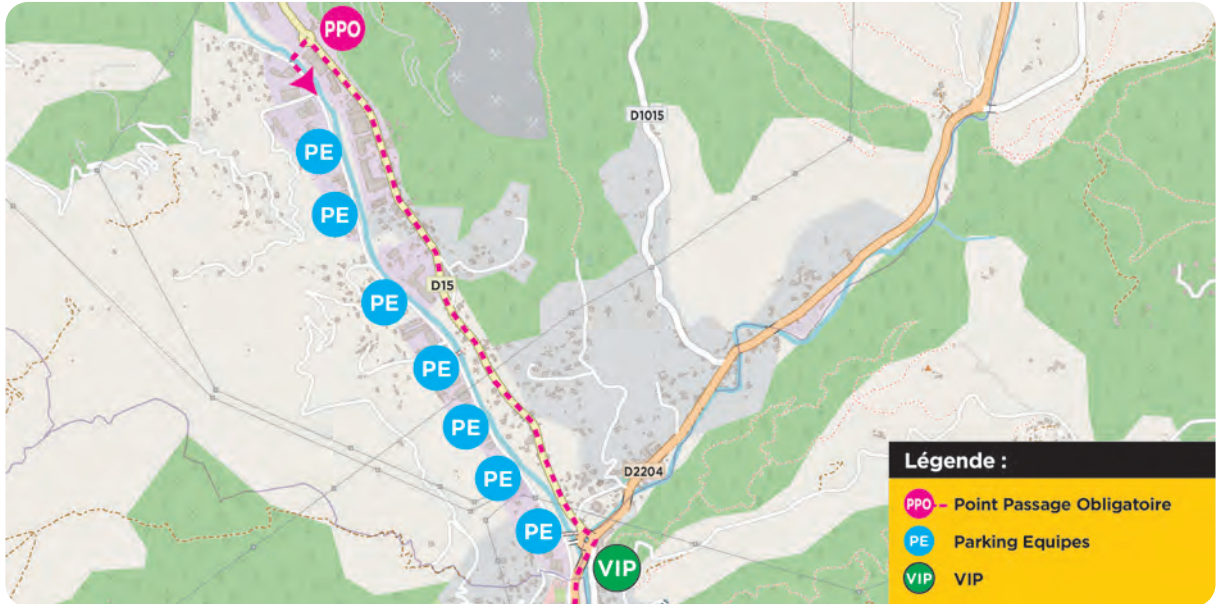 PPO
D1015
PE
PE
D15
PE
PE
PE
D2204
PE
PE
VIP
Légende :
PPO Point Passage Obligatoire
PE Parking Equipes
VIP VIP